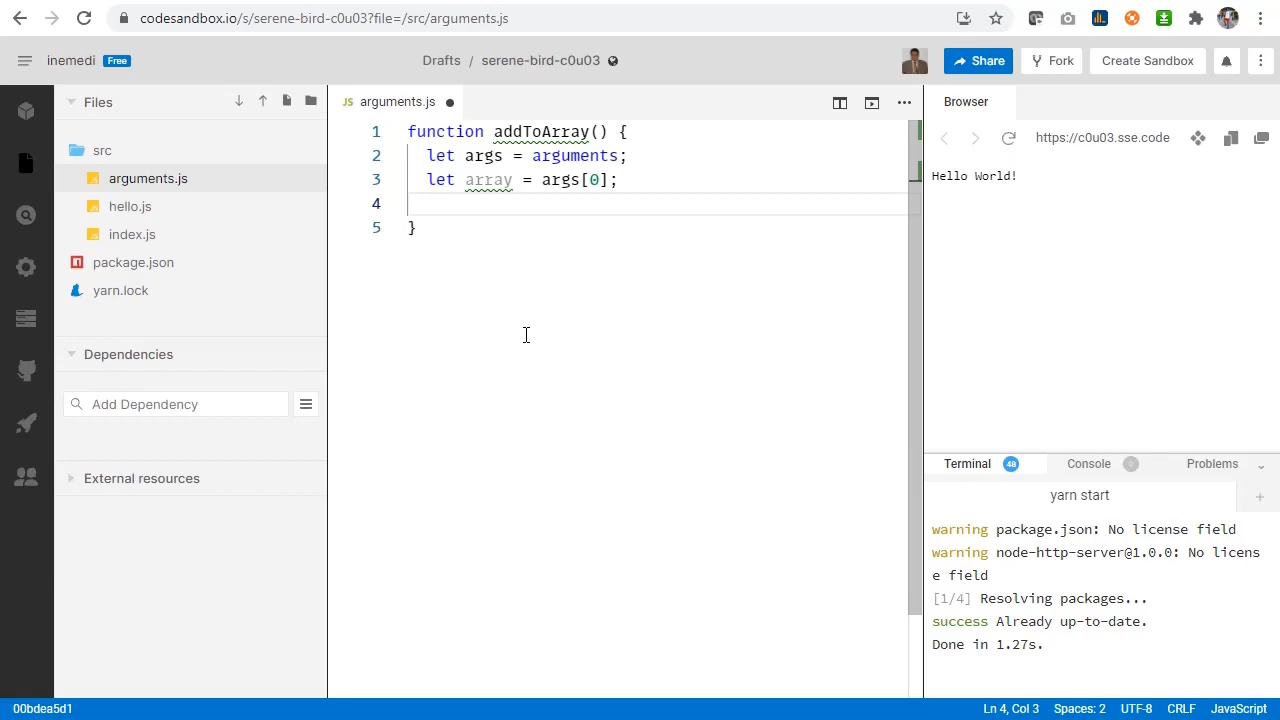 codesandbox.io/s/serene-bird-c0u03?file=/src/arguments.js
inemedi Free
Drafts / serene-bird-c0u03
Share
Fork
Create Sandbox
Files
src
arguments.js
hello.js
index.js
package.json
yarn.lock
Dependencies
Add Dependency
External resources
JS arguments.js
1 function addToArray() {
2 let args = arguments;
3 let array = args[0];
4
5 }
Browser
https://c0u03.sse.code
Hello World!
Terminal 48 Console 0 Problems
yarn start +
warning package.json: No license field
warning node-http-server@1.0.0: No licens
e field
[1/4] Resolving packages...
success Already up-to-date.
Done in 1.27s.
00bdea5d1
Ln 4, Col 3 Spaces: 2 UTF-8 CRLF JavaScript